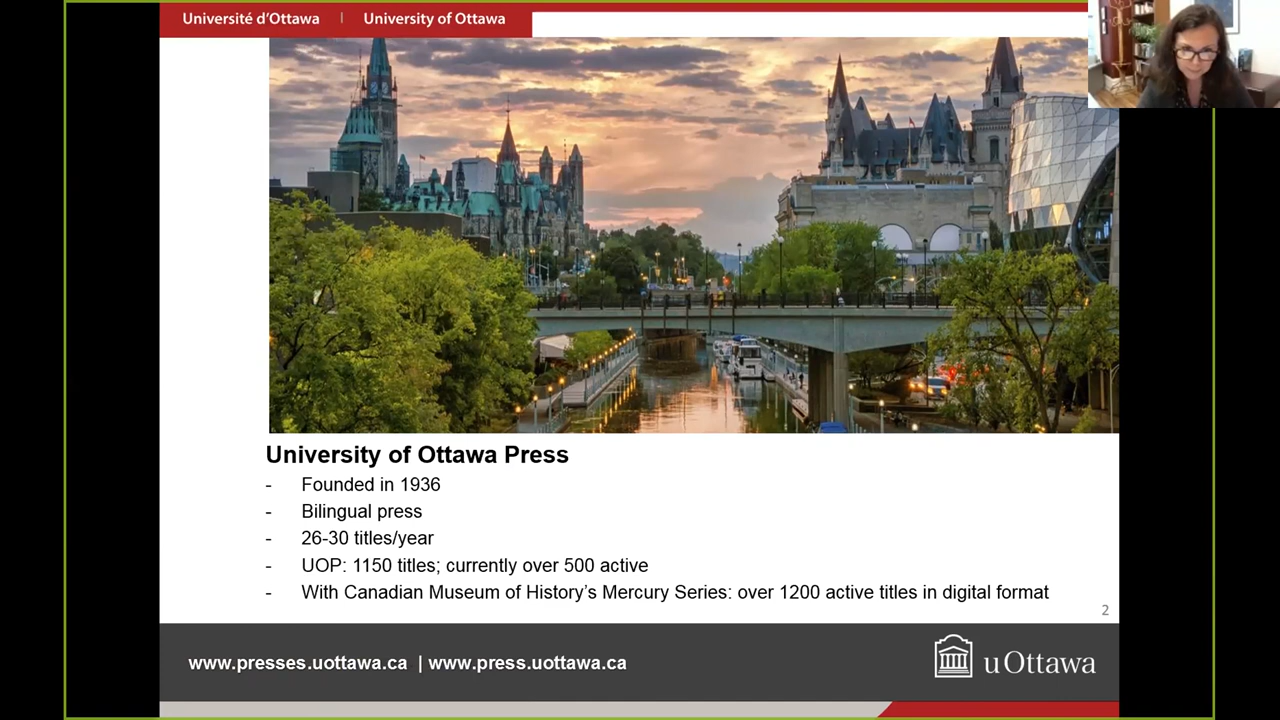 Université d'Ottawa | University of Ottawa
University of Ottawa Press
- Founded in 1936
- Bilingual press
- 26-30 titles/year
- UOP: 1150 titles; currently over 500 active
- With Canadian Museum of History's Mercury Series: over 1200 active titles in digital format
2
www.presses.uottawa.ca | www.press.uottawa.ca
uOttawa